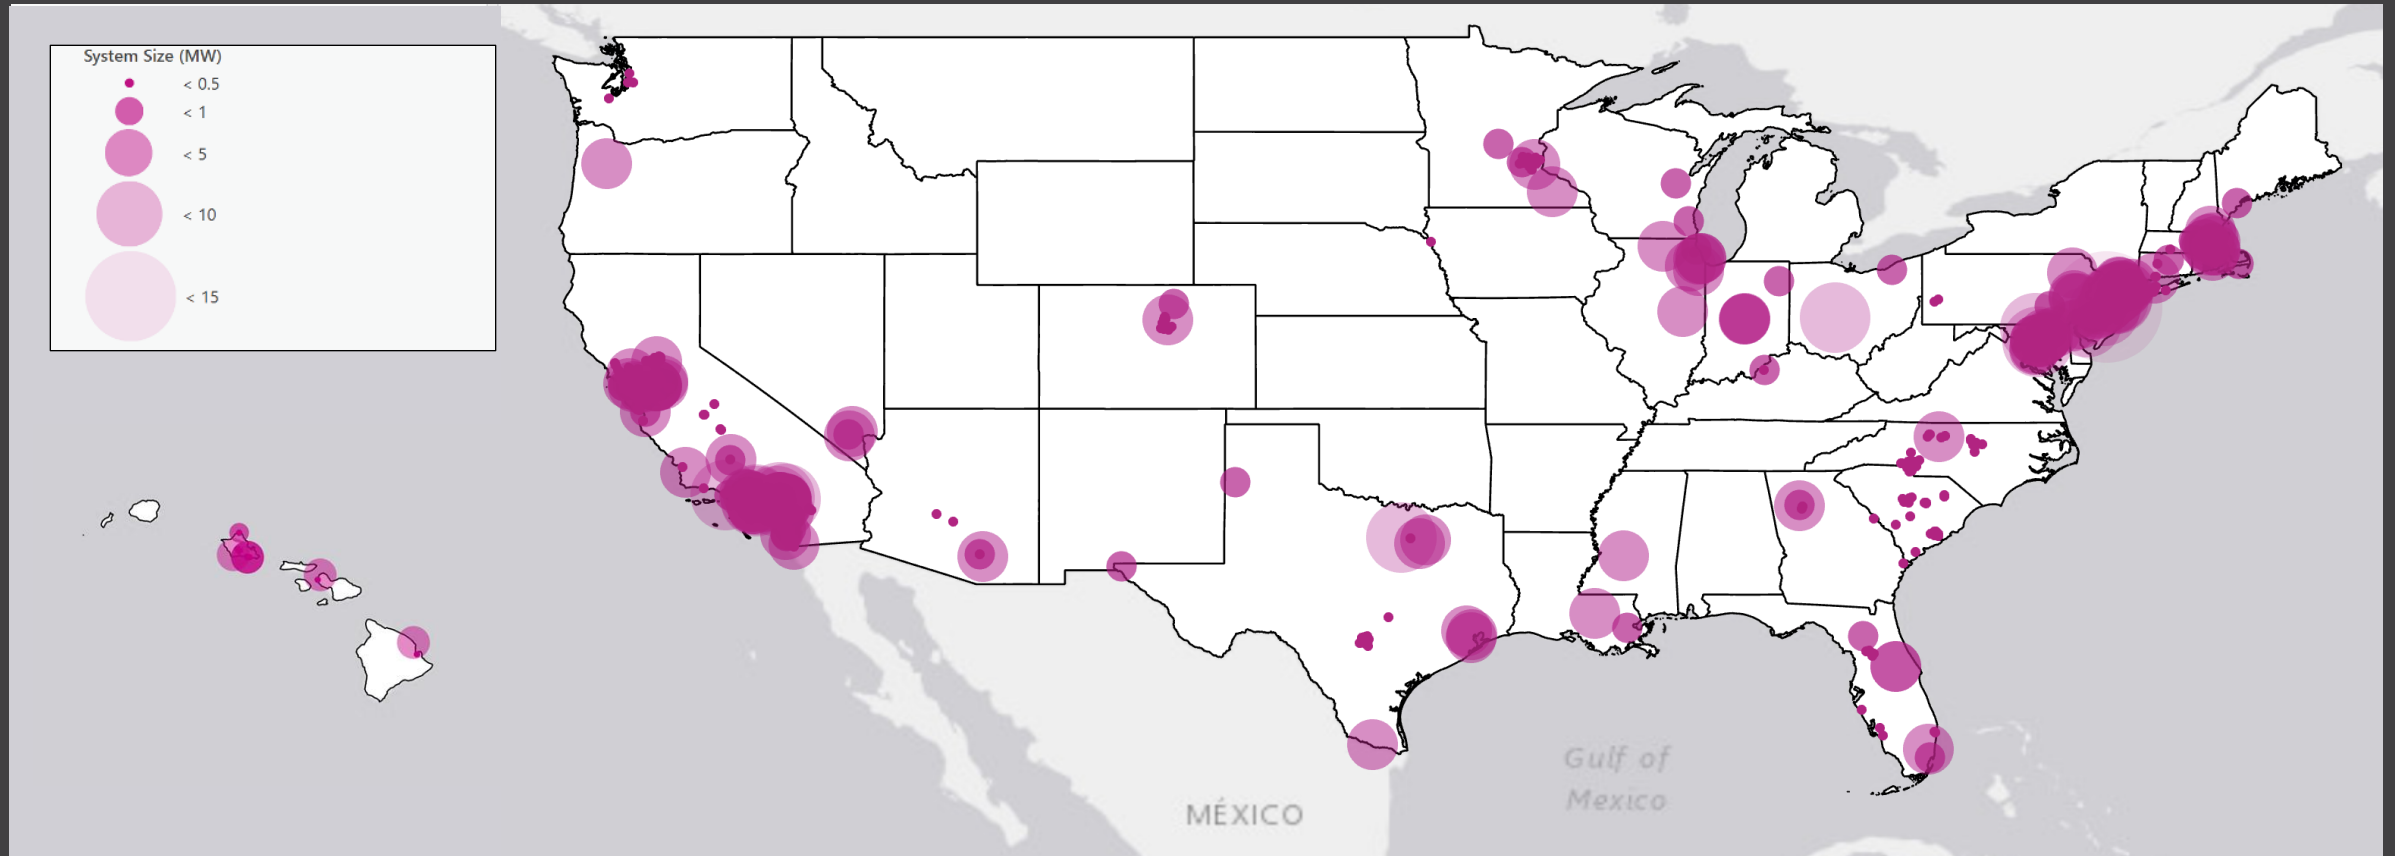 System Size (MW)
< 0.5
< 1
< 5
< 10
< 15
Gulf of
Mexico
MÉXICO